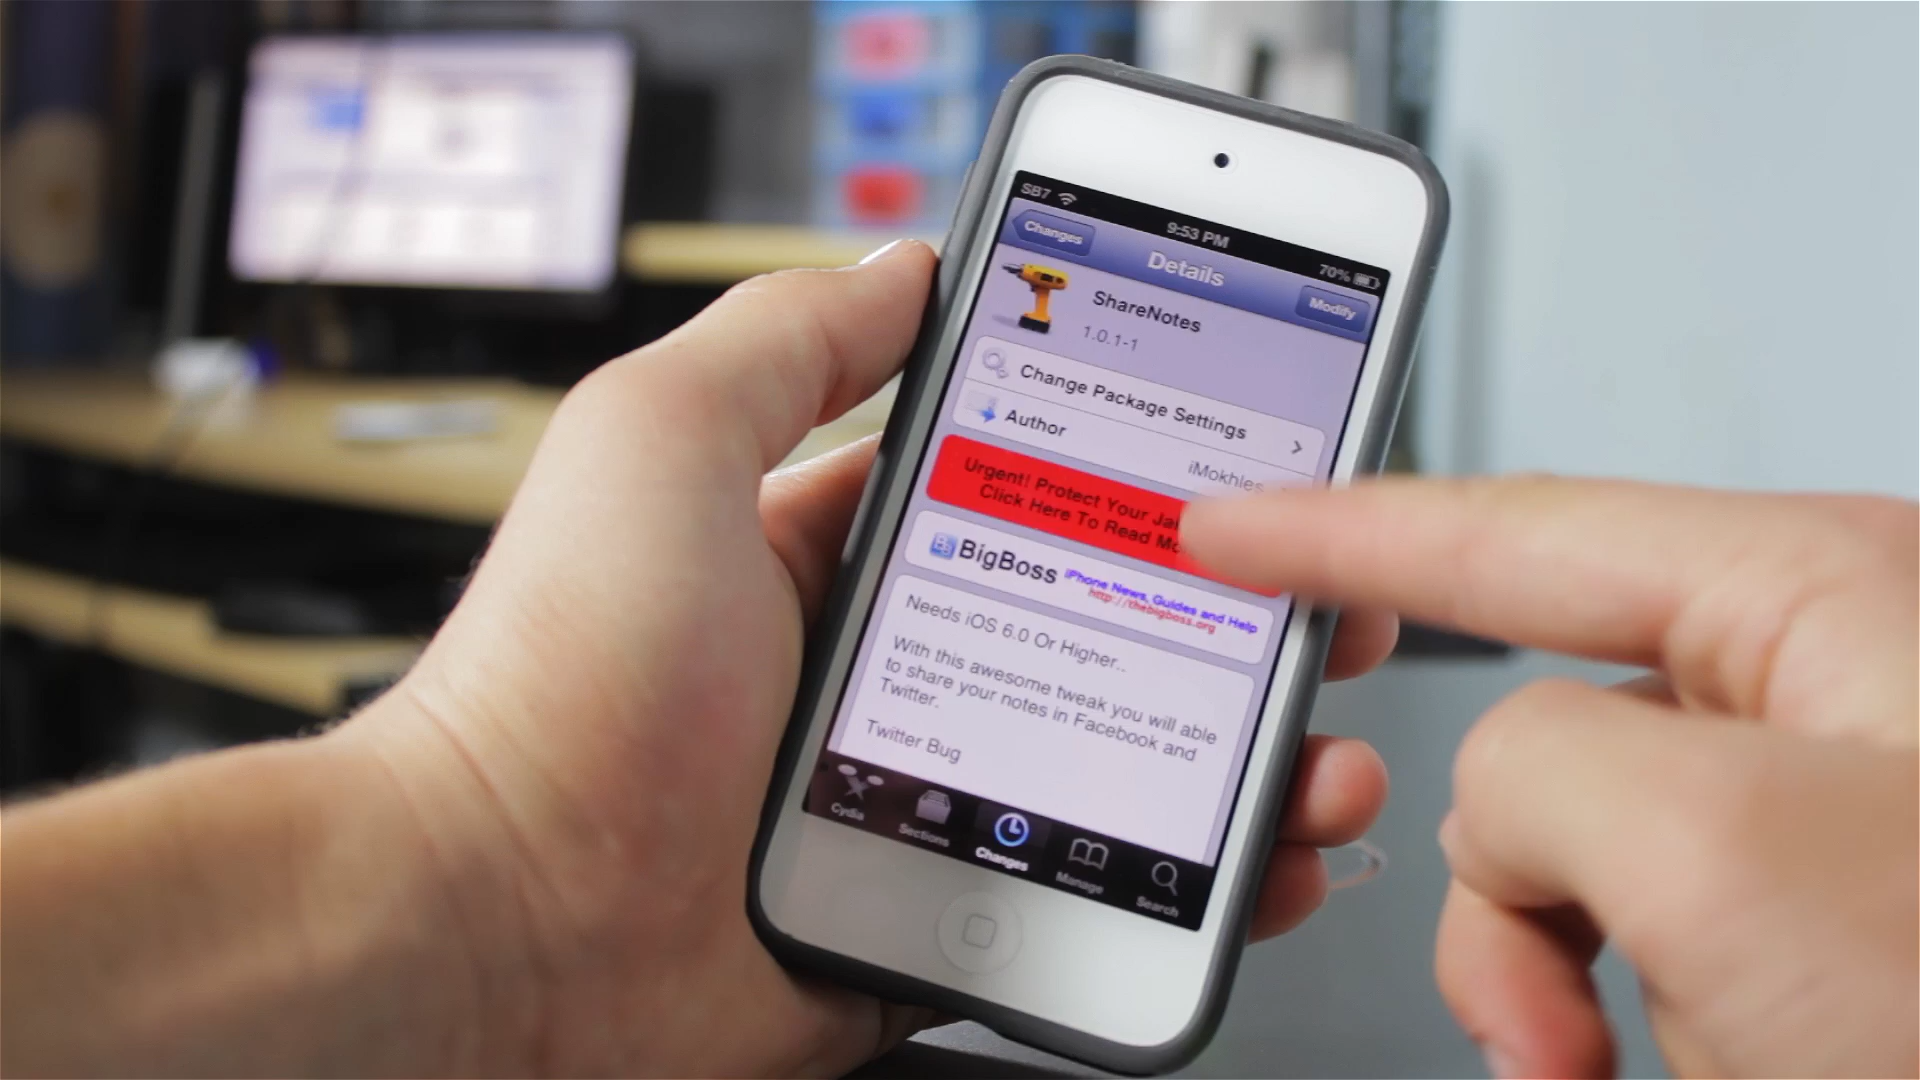 SB7
9:53 PM
70%
Changes
Details
Modify
ShareNotes
1.0.1-1
Change Package Settings
Author
iMokhles
Urgent! Protect Your
Click Here To Read
BigBoss
iPhone News, Guides and Help
http://thebigboss.org
Needs iOS 6.0 Or Higher..
With this awesome tweak you will able
to share your notes in Facebook and
Twitter.
Twitter Bug
Cydia
Sections
Changes
Manage
Search